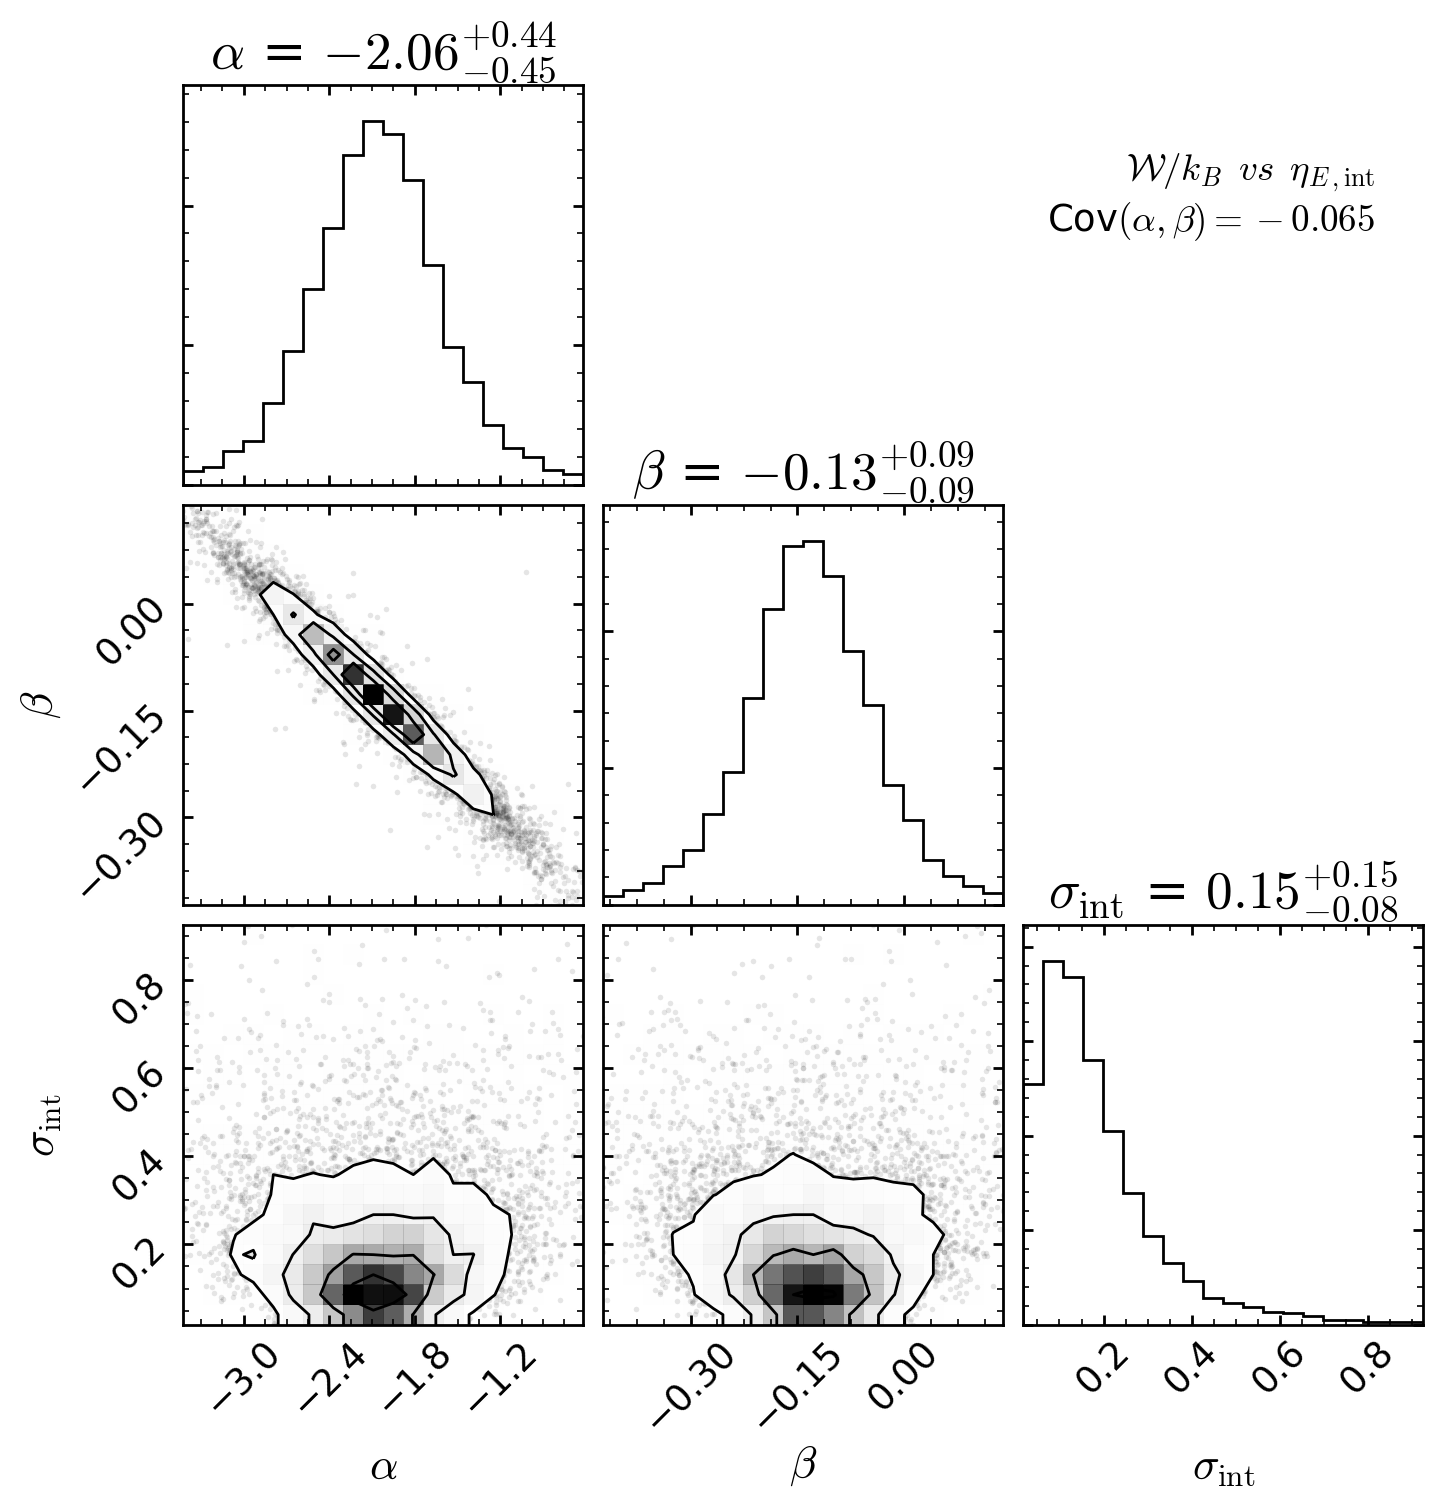 α = −2.06+0.44 −0.45
𝒲/k_B vs η_E,int
Cov(α, β) = − 0.065
β = −0.13+0.09 −0.09
0.00
−0.15
−0.30
β
σ_int = 0.15+0.15 −0.08
0.8
0.6
0.4
0.2
σ_int
−3.0 −2.4 −1.8 −1.2 −0.30 −0.15 0.00 0.2 0.4 0.6 0.8
α β σ_int